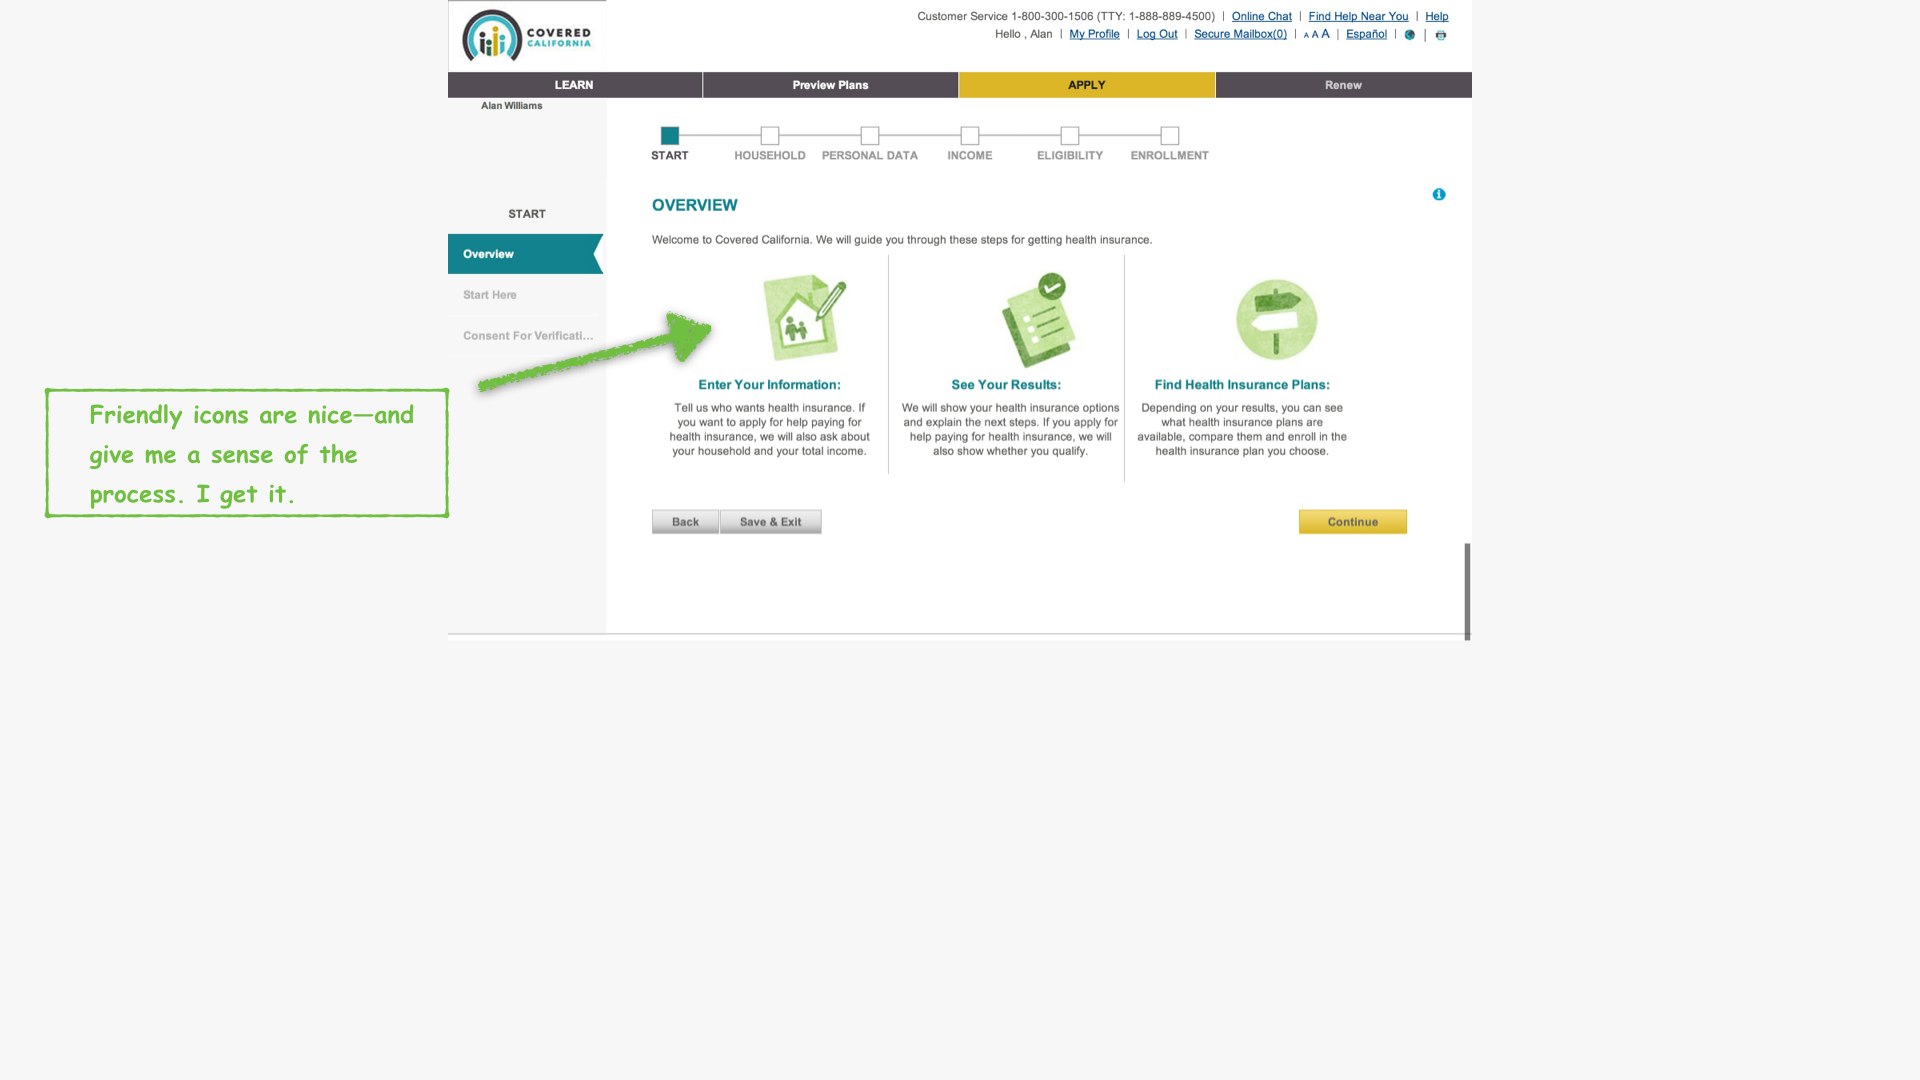 COVERED
CALIFORNIA
Customer Service 1-800-300-1506 (TTY: 1-888-889-4500) | Online Chat | Find Help Near You | Help
Hello , Alan | My Profile | Log Out | Secure Mailbox(0) | A A A | Español |
LEARN
Preview Plans
APPLY
Renew
Alan Williams
START
HOUSEHOLD
PERSONAL DATA
INCOME
ELIGIBILITY
ENROLLMENT
START
Overview
Start Here
Consent For Verificati...
OVERVIEW
Welcome to Covered California. We will guide you through these steps for getting health insurance.
Enter Your Information:
Tell us who wants health insurance. If
you want to apply for help paying for
health insurance, we will also ask about
your household and your total income.
See Your Results:
We will show your health insurance options
and explain the next steps. If you apply for
help paying for health insurance, we will
also show whether you qualify.
Find Health Insurance Plans:
Depending on your results, you can see
what health insurance plans are
available, compare them and enroll in the
health insurance plan you choose.
Back
Save & Exit
Continue
Friendly icons are nice—and
give me a sense of the
process. I get it.